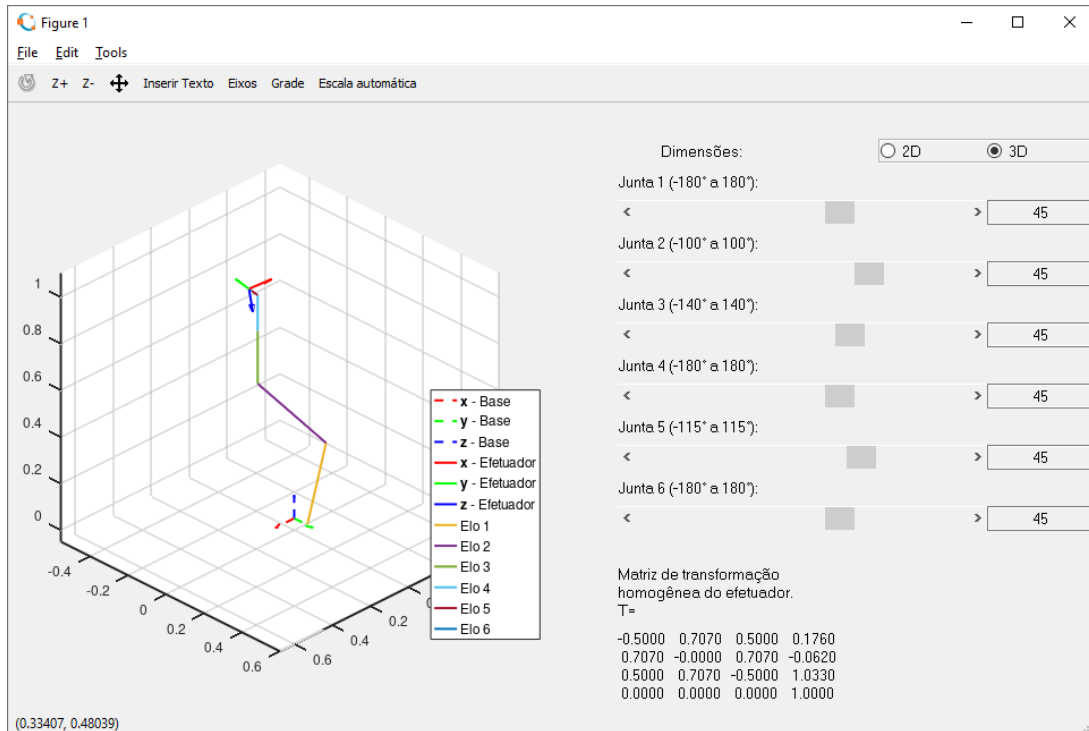 Figure 1
File Edit Tools
Z+ Z- Inserir Texto Eixos Grade Escala automática
Dimensões: 2D 3D
Junta 1 (-180° a 180°):
< > 45
Junta 2 (-100° a 100°):
< > 45
Junta 3 (-140° a 140°):
< > 45
Junta 4 (-180° a 180°):
< > 45
Junta 5 (-115° a 115°):
< > 45
Junta 6 (-180° a 180°):
< > 45
Matriz de transformação
homogênea do efetuador.
T=
-0.5000 0.7070 0.5000 0.1760
0.7070 -0.0000 0.7070 -0.0620
0.5000 0.7070 -0.5000 1.0330
0.0000 0.0000 0.0000 1.0000
1
0.8
0.6
0.4
0.2
0
-0.4
-0.2
0
0.2
0.4
0.6
0.6
0.4
0.2
x - Base
y - Base
z - Base
x - Efetuador
y - Efetuador
z - Efetuador
Elo 1
Elo 2
Elo 3
Elo 4
Elo 5
Elo 6
(0.33407, 0.48039)